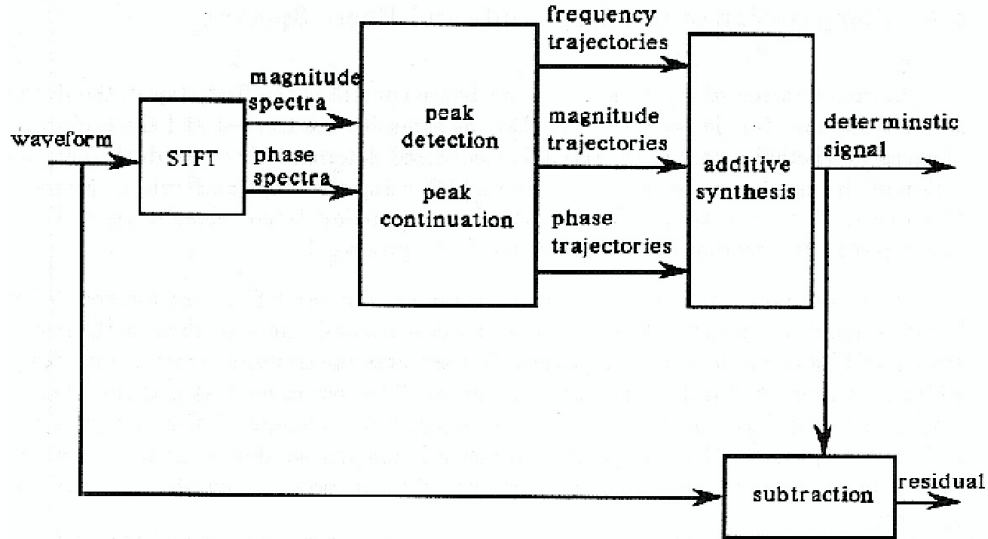 frequency
trajectories
magnitude
spectra
waveform
STFT
phase
spectra
peak
detection
peak
continuation
magnitude
trajectories
phase
trajectories
additive
synthesis
determinstic
signal
subtraction
residual